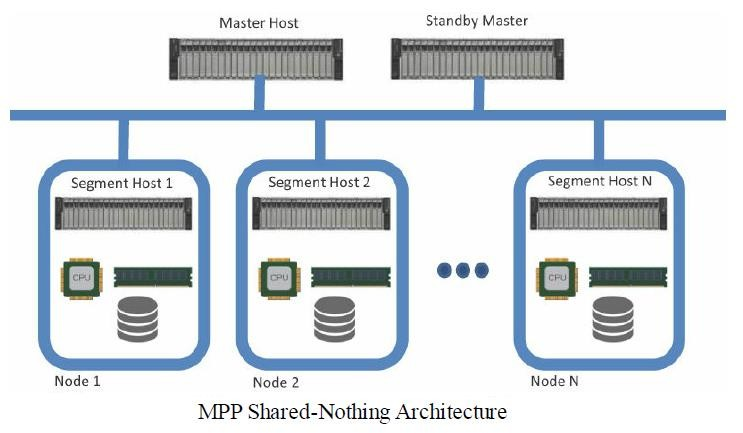 Master Host
Standby Master
Segment Host 1
Segment Host 2
Segment Host N
CPU
CPU
CPU
Node 1
Node 2
Node N
MPP Shared-Nothing Architecture